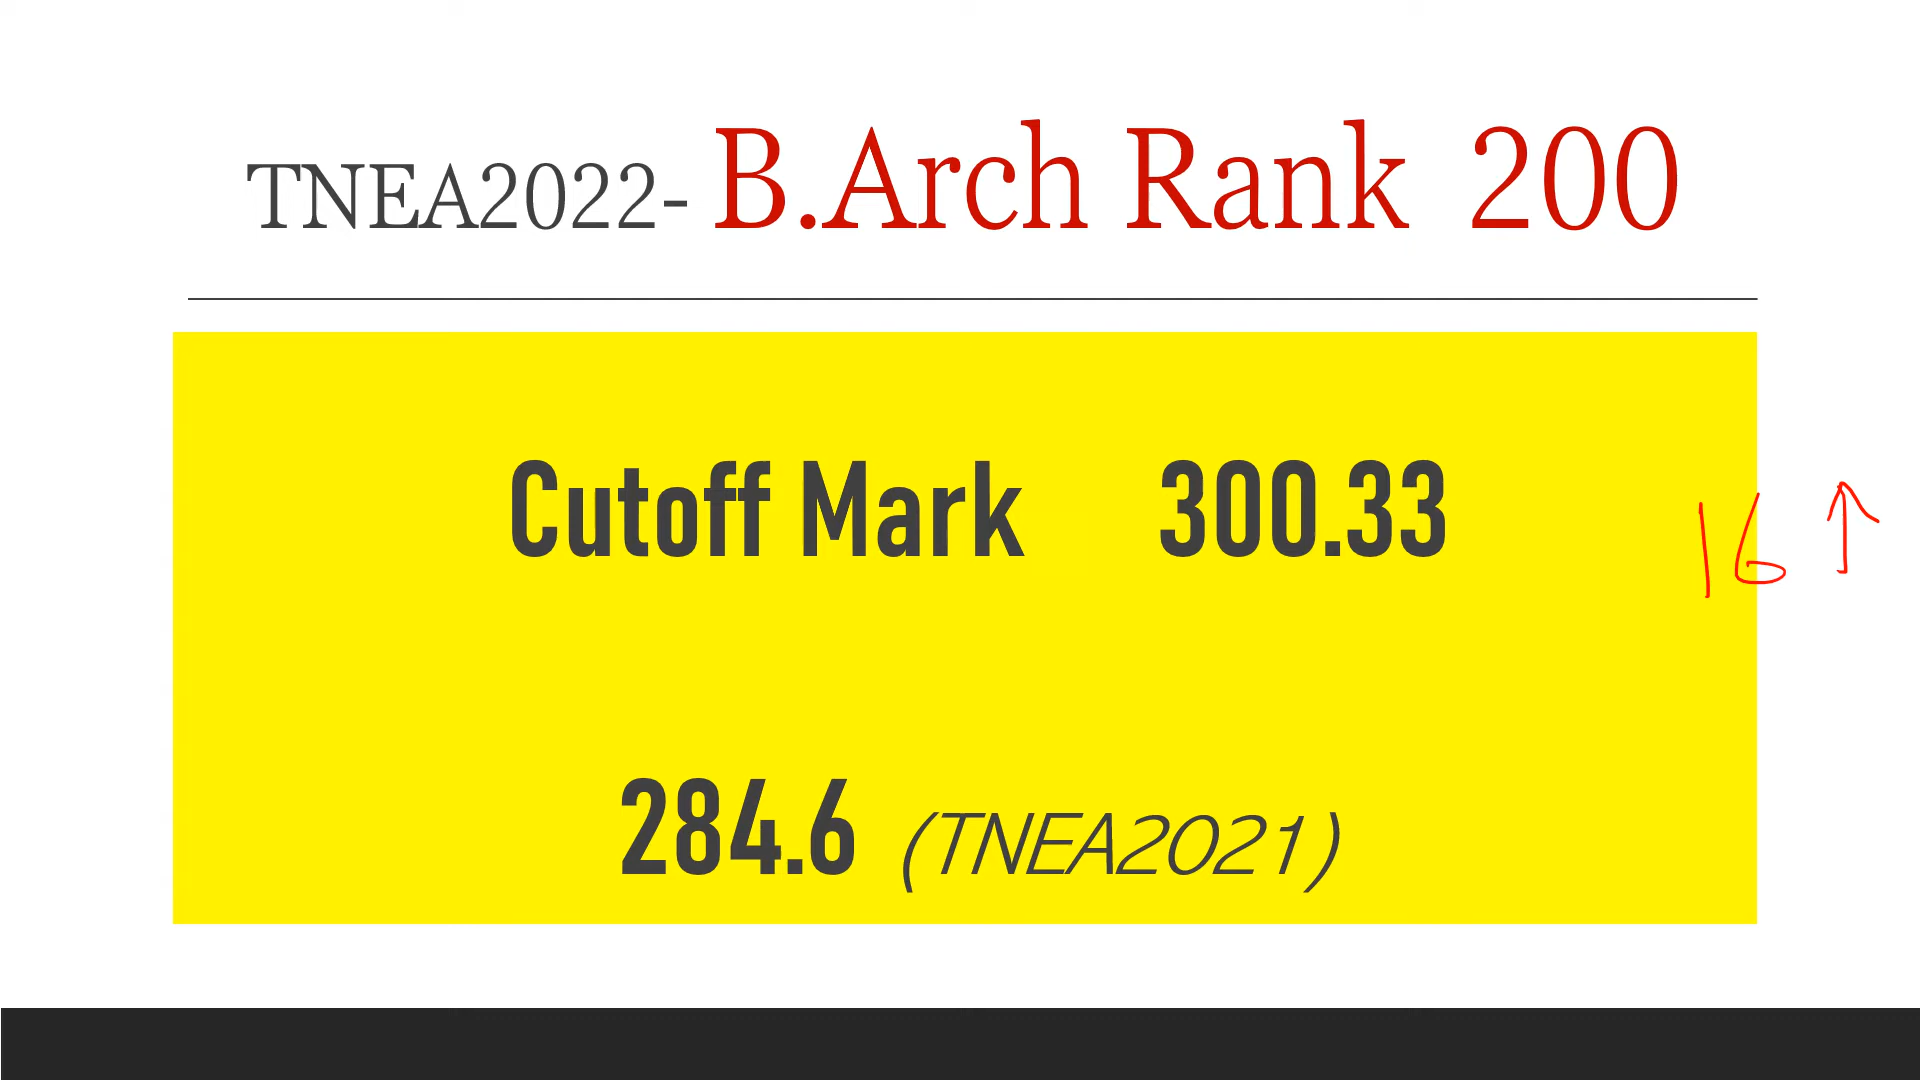 TNEA2022- B.Arch Rank 200
Cutoff Mark 300.33
16 ↑
284.6 (TNEA2021)